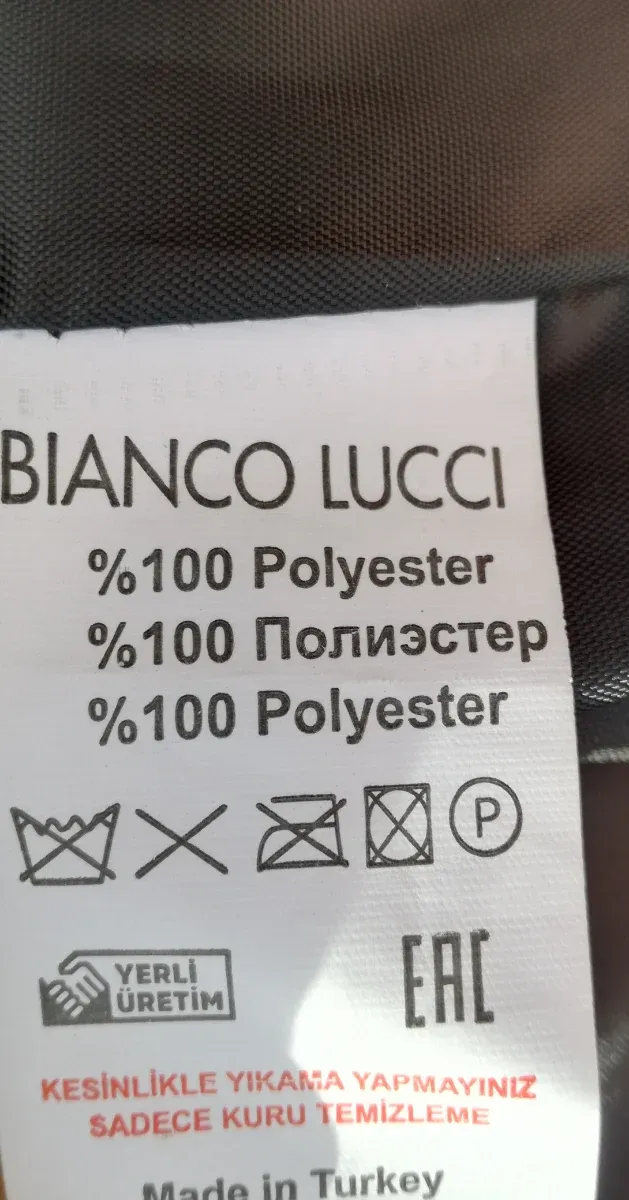 BIANCO LUCCI
%100 Polyester
%100 Полиэстер
%100 Polyester
P
YERLİ
ÜRETİM
EAC
KESİNLİKLE YIKAMA YAPMAYINIZ
SADECE KURU TEMİZLEME
Made in Turkey